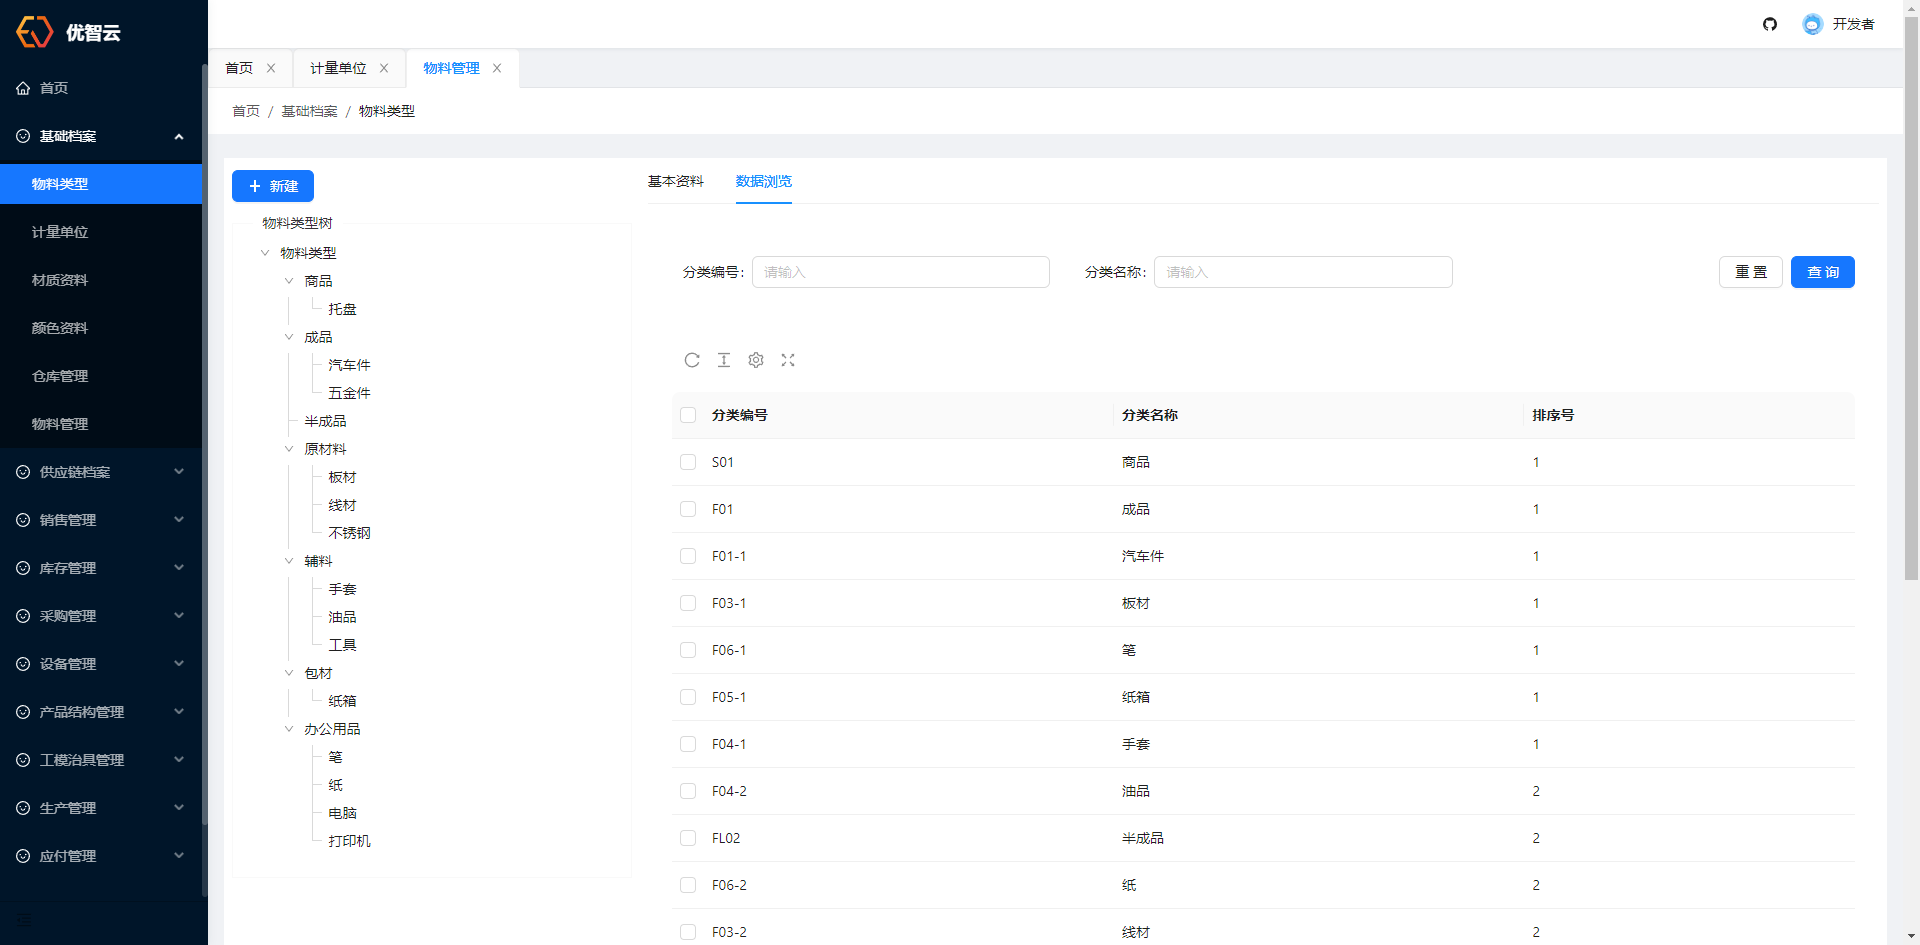 优智云
首页
基础档案
物料类型
计量单位
材质资料
颜色资料
仓库管理
物料管理
供应链档案
销售管理
库存管理
采购管理
设备管理
产品结构管理
工模治具管理
生产管理
应付管理
开发者
首页 计量单位 物料管理
首页 / 基础档案 / 物料类型
新建
物料类型树
物料类型
商品
托盘
成品
汽车件
五金件
半成品
原材料
板材
线材
不锈钢
辅料
手套
油品
工具
包材
纸箱
办公用品
笔
纸
电脑
打印机
基本资料 数据浏览
分类编号: 请输入 分类名称: 请输入 重 置 查 询
分类编号 分类名称 排序号
S01 商品 1
F01 成品 1
F01-1 汽车件 1
F03-1 板材 1
F06-1 笔 1
F05-1 纸箱 1
F04-1 手套 1
F04-2 油品 2
FL02 半成品 2
F06-2 纸 2
F03-2 线材 2